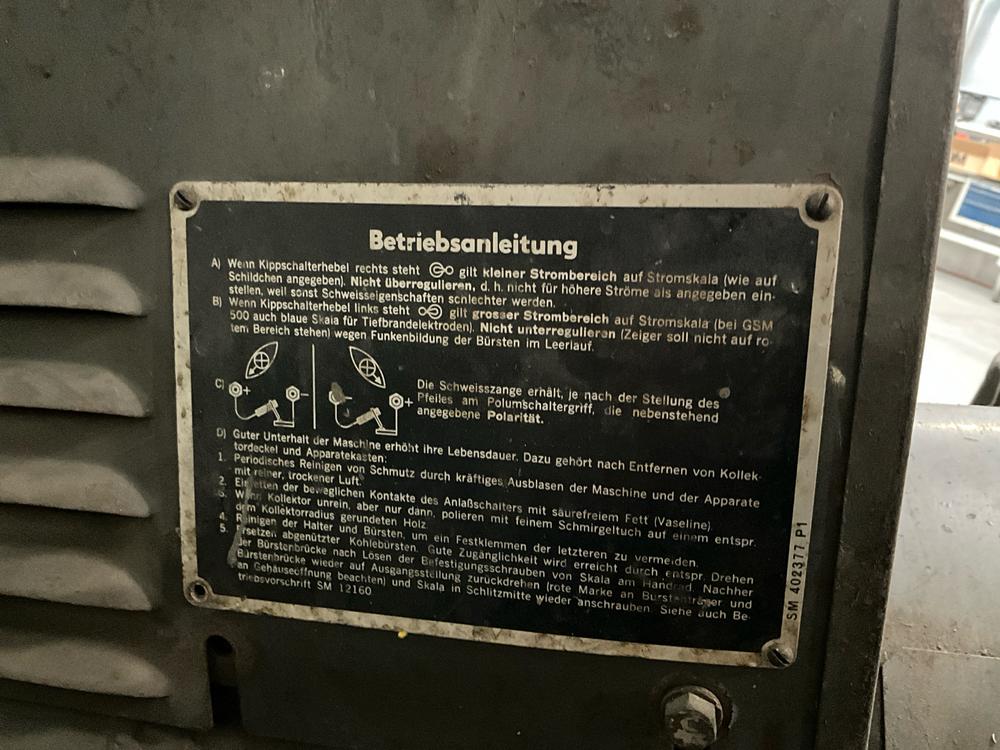 Betriebsanleitung
A) Wenn Kippschalterhebel rechts steht gilt kleiner Strombereich auf Stromskala (wie auf
Schildchen angegeben). Nicht überregulieren, d. h. nicht für höhere Ströme als angegeben ein-
stellen, weil sonst Schweisseigenschaften schlechter werden.
B) Wenn Kippschalterhebel links steht gilt grosser Strombereich auf Stromskala (bei GSM
500 auch blaue Skala für Tiefbrandelektroden). Nicht unterregulieren (Zeiger soll nicht auf ro-
tem Bereich stehen) wegen Funkenbildung der Bürsten im Leerlauf.
C) + - - +
Die Schweisszange erhält, je nach der Stellung des
Pfeiles am Polumschaltergriff, die nebenstehend
angegebene Polarität.
D) Guter Unterhalt der Maschine erhöht ihre Lebensdauer. Dazu gehört nach Entfernen von Kollek-
tordeckel und Apparatekasten:
1. Periodisches Reinigen von Schmutz durch kräftiges Ausblasen der Maschine und der Apparate
mit reiner, trockener Luft.
2. Einfetten der beweglichen Kontakte des Anlaßschalters mit säurefreiem Fett (Vaseline).
3. Wenn Kollektor unrein, aber nur dann, polieren mit feinem Schmirgeltuch auf einem entspr.
dem Kollektorradius gerundeten Holz.
4. Reinigen der Halter und Bürsten, um ein Festklemmen der letzteren zu vermeiden.
5. Ersetzen abgenützter Kohlebürsten. Gute Zugänglichkeit wird erreicht durch entspr. Drehen
der Bürstenbrücke nach Lösen der Befestigungsschrauben von Skala am Handrad. Nachher
Bürstenbrücke wieder auf Ausgangsstellung zurückdrehen (rote Marke an Bürstenträger und
an Gehäuseöffnung beachten) und Skala in Schlitzmitte wieder anschrauben. Siehe auch Be-
triebsvorschrift SM 12160
SM 402377 P1